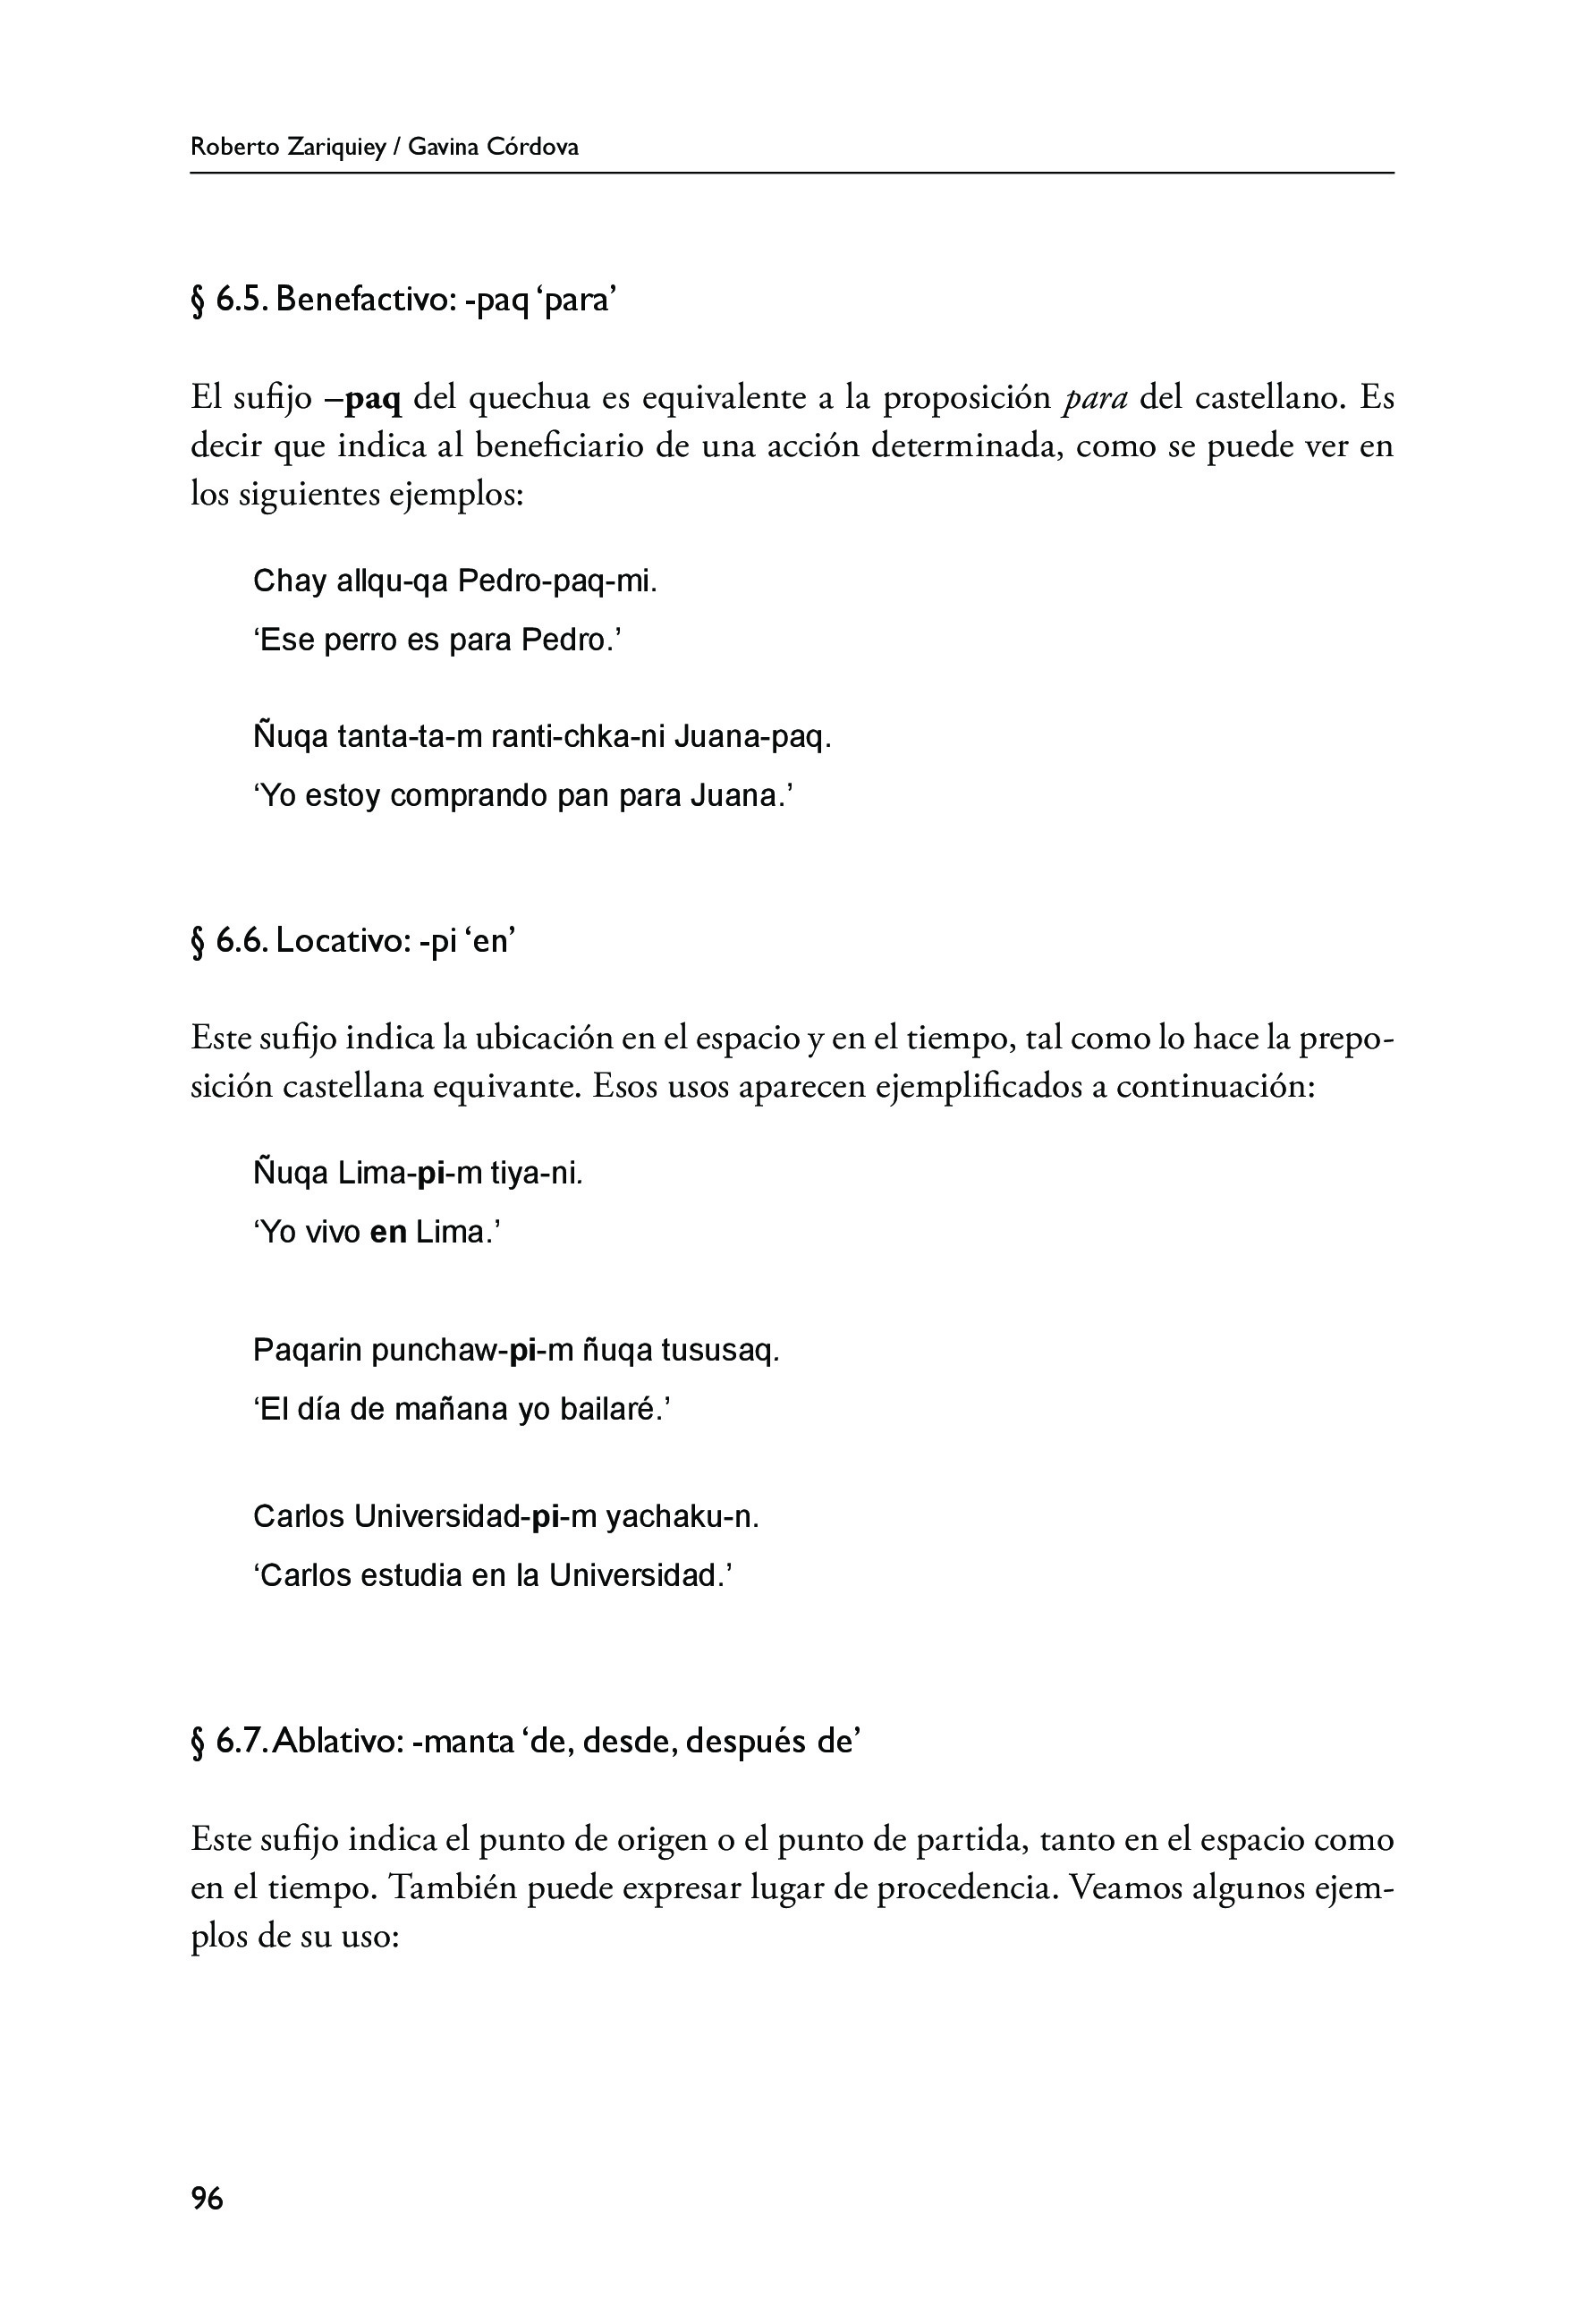 Roberto Zariquiey / Gavina Córdova
§ 6.5. Benefactivo: -paq ‘para’
El sufijo –paq del quechua es equivalente a la proposición para del castellano. Es
decir que indica al beneficiario de una acción determinada, como se puede ver en
los siguientes ejemplos:
Chay allqu-qa Pedro-paq-mi.
‘Ese perro es para Pedro.’
Ñuqa tanta-ta-m ranti-chka-ni Juana-paq.
‘Yo estoy comprando pan para Juana.’
§ 6.6. Locativo: -pi ‘en’
Este sufijo indica la ubicación en el espacio y en el tiempo, tal como lo hace la prepo-
sición castellana equivante. Esos usos aparecen ejemplificados a continuación:
Ñuqa Lima-pi-m tiya-ni.
‘Yo vivo en Lima.’
Paqarin punchaw-pi-m ñuqa tususaq.
‘El día de mañana yo bailaré.’
Carlos Universidad-pi-m yachaku-n.
‘Carlos estudia en la Universidad.’
§ 6.7. Ablativo: -manta ‘de, desde, después de’
Este sufijo indica el punto de origen o el punto de partida, tanto en el espacio como
en el tiempo. También puede expresar lugar de procedencia. Veamos algunos ejem-
plos de su uso:
96